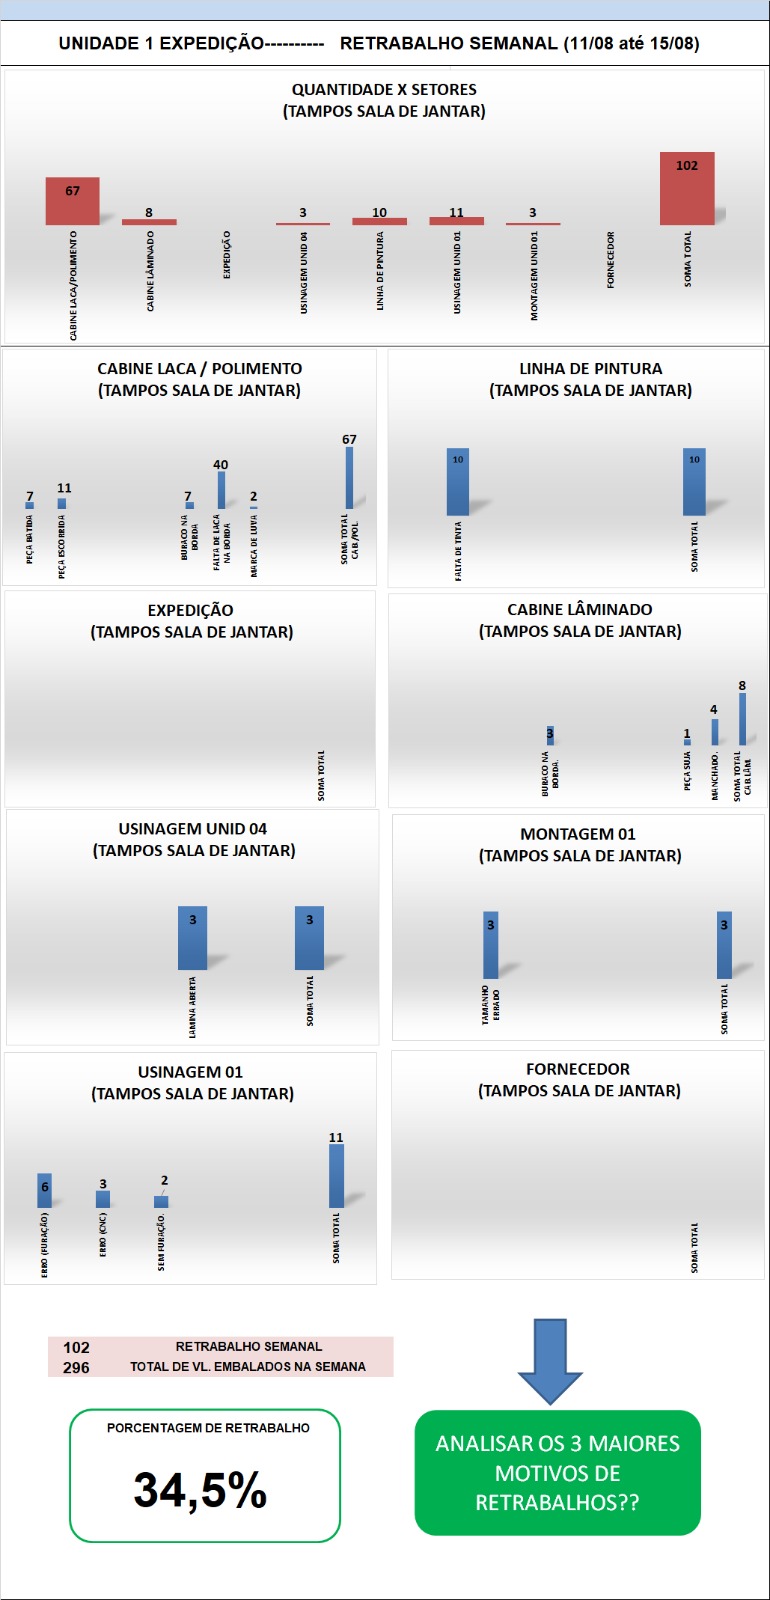 UNIDADE 1 EXPEDIÇÃO---------- RETRABALHO SEMANAL (11/08 até 15/08)
QUANTIDADE X SETORES
(TAMPOS SALA DE JANTAR)
67
8
3
10
11
3
102
CABINE LACA/POLIMENTO
CABINE LÂMINADO
EXPEDIÇÃO
USINAGEM UNID 04
LINHA DE PINTURA
USINAGEM UNID 01
MONTAGEM UNID 01
FORNECEDOR
SOMA TOTAL
CABINE LACA / POLIMENTO
(TAMPOS SALA DE JANTAR)
7
11
7
40
2
67
PEÇA BATIDA
PEÇA ESCORRIDA
BURACO NA
BORDA
FALTA DE LACA
NA BORDA
MARCA DE LUVA
SOMA TOTAL
CAB./POL.
LINHA DE PINTURA
(TAMPOS SALA DE JANTAR)
10
10
FALTA DE TINTA
SOMA TOTAL
EXPEDIÇÃO
(TAMPOS SALA DE JANTAR)
SOMA TOTAL
CABINE LÂMINADO
(TAMPOS SALA DE JANTAR)
3
1
4
8
BURACO NA
BORDA.
PEÇA SUJA
MANCHADO.
SOMA TOTAL
CAB.LÂM.
USINAGEM UNID 04
(TAMPOS SALA DE JANTAR)
3
3
LAMINA ABERTA
SOMA TOTAL
MONTAGEM 01
(TAMPOS SALA DE JANTAR)
3
3
TAMANHO
ERRADO
SOMA TOTAL
USINAGEM 01
(TAMPOS SALA DE JANTAR)
6
3
2
11
ERRO (FURAÇÃO)
ERRO (CNC)
SEM FURAÇÃO.
SOMA TOTAL
FORNECEDOR
(TAMPOS SALA DE JANTAR)
SOMA TOTAL
102 RETRABALHO SEMANAL
296 TOTAL DE VL. EMBALADOS NA SEMANA
PORCENTAGEM DE RETRABALHO
34,5%
ANALISAR OS 3 MAIORES
MOTIVOS DE
RETRABALHOS??